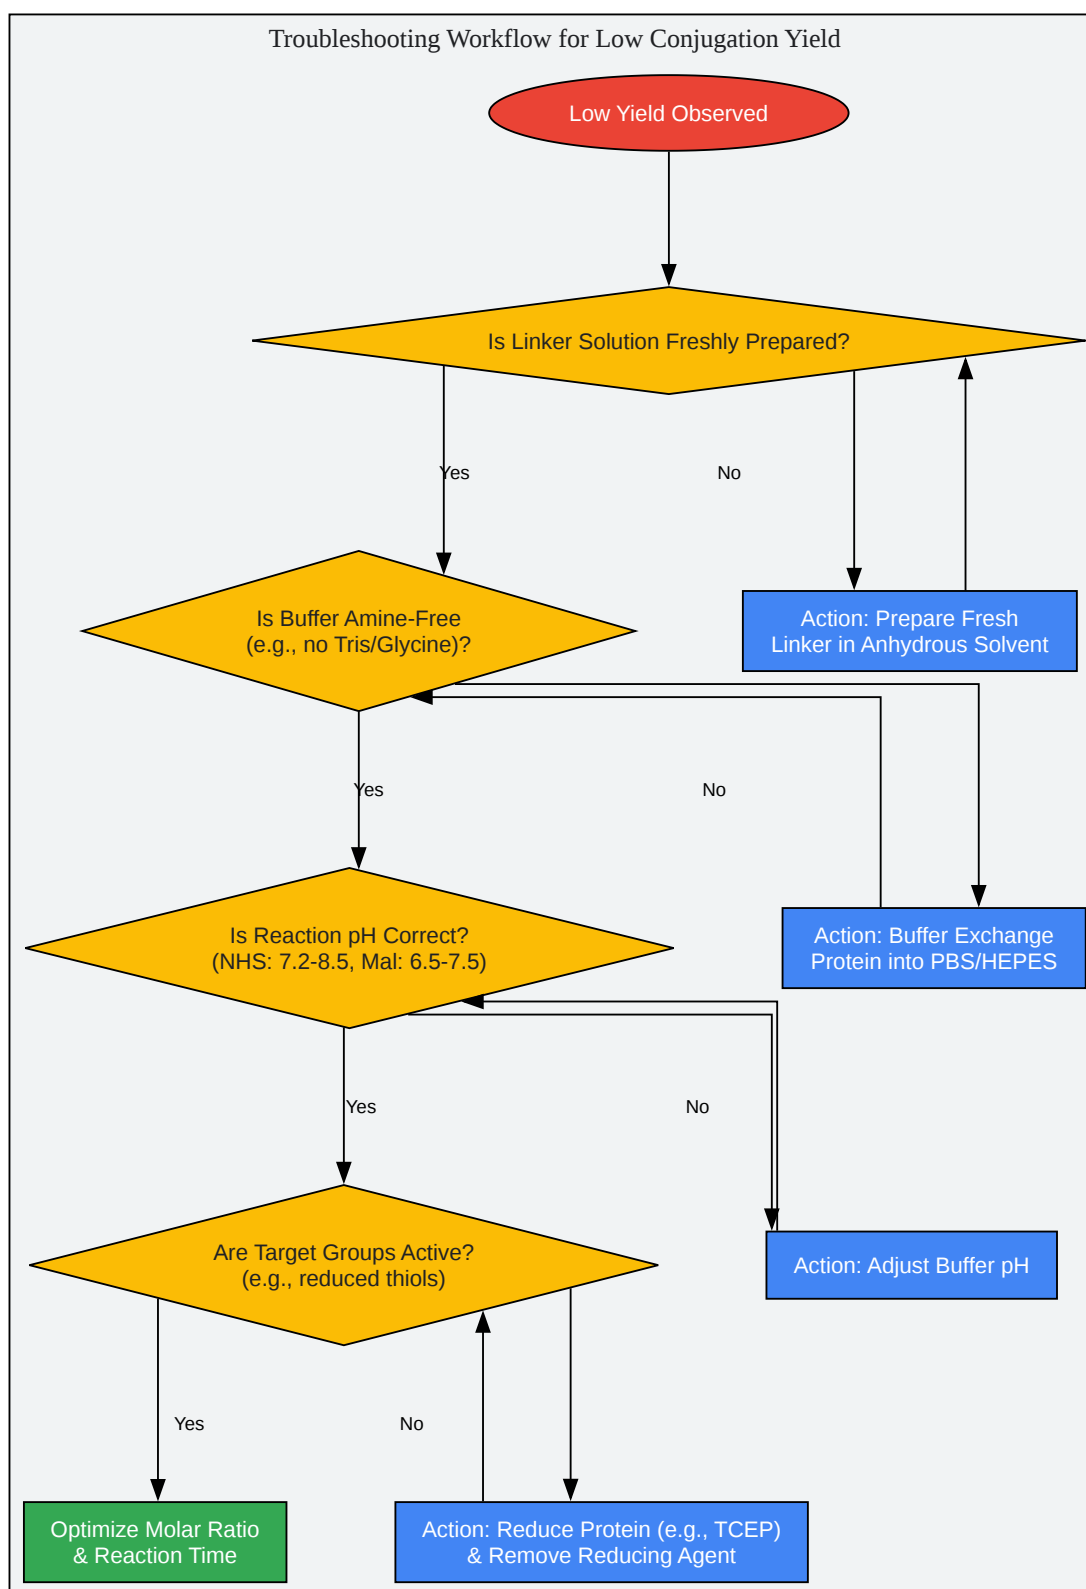 Troubleshooting Workflow for Low Conjugation Yield
Low Yield Observed
Is Linker Solution Freshly Prepared?
Yes
No
Is Buffer Amine-Free
(e.g., no Tris/Glycine)?
Action: Prepare Fresh
Linker in Anhydrous Solvent
Yes
No
Is Reaction pH Correct?
(NHS: 7.2-8.5, Mal: 6.5-7.5)
Action: Buffer Exchange
Protein into PBS/HEPES
Yes
No
Are Target Groups Active?
(e.g., reduced thiols)
Action: Adjust Buffer pH
Yes
No
Optimize Molar Ratio
& Reaction Time
Action: Reduce Protein (e.g., TCEP)
& Remove Reducing Agent